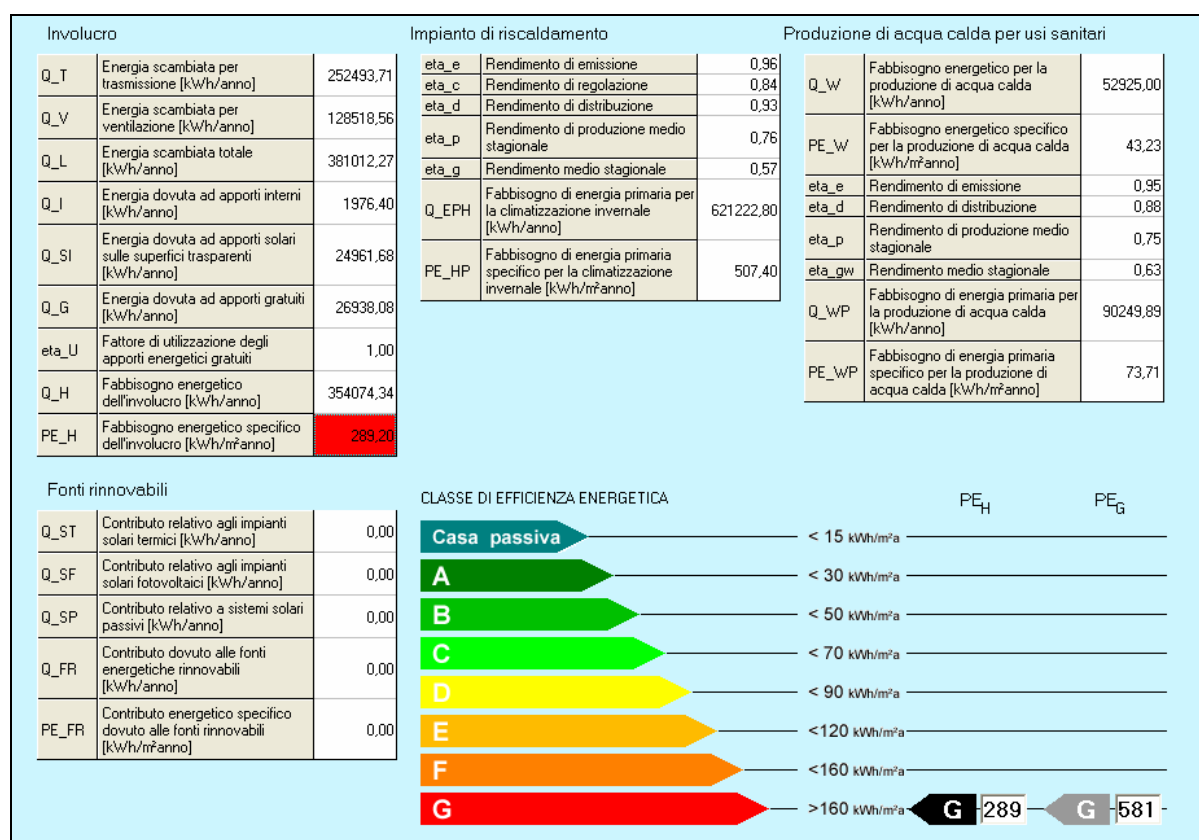 Involucro
Q_T Energia scambiata per
trasmissione [kWh/anno] 252493,71
Q_V Energia scambiata per
ventilazione [kWh/anno] 128518,56
Q_L Energia scambiata totale
[kWh/anno] 381012,27
Q_I Energia dovuta ad apporti interni
[kWh/anno] 1976,40
Q_SI Energia dovuta ad apporti solari
sulle superfici trasparenti
[kWh/anno] 24961,68
Q_G Energia dovuta ad apporti gratuiti
[kWh/anno] 26938,08
eta_U Fattore di utilizzazione degli
apporti energetici gratuiti 1,00
Q_H Fabbisogno energetico
dell'involucro [kWh/anno] 354074,34
PE_H Fabbisogno energetico specifico
dell'involucro [kWh/m²anno] 289,20
Impianto di riscaldamento
eta_e Rendimento di emissione 0,96
eta_c Rendimento di regolazione 0,84
eta_d Rendimento di distribuzione 0,93
eta_p Rendimento di produzione medio
stagionale 0,76
eta_g Rendimento medio stagionale 0,57
Q_EPH Fabbisogno di energia primaria per
la climatizzazione invernale
[kWh/anno] 621222,80
PE_HP Fabbisogno di energia primaria
specifico per la climatizzazione
invernale [kWh/m²anno] 507,40
Produzione di acqua calda per usi sanitari
Q_W Fabbisogno energetico per la
produzione di acqua calda
[kWh/anno] 52925,00
PE_W Fabbisogno energetico specifico
per la produzione di acqua calda
[kWh/m²anno] 43,23
eta_e Rendimento di emissione 0,95
eta_d Rendimento di distribuzione 0,88
eta_p Rendimento di produzione medio
stagionale 0,75
eta_gw Rendimento medio stagionale 0,63
Q_WP Fabbisogno di energia primaria per
la produzione di acqua calda
[kWh/anno] 90249,89
PE_WP Fabbisogno di energia primaria
specifico per la produzione di
acqua calda [kWh/m²anno] 73,71
Fonti rinnovabili
Q_ST Contributo relativo agli impianti
solari termici [kWh/anno] 0,00
Q_SF Contributo relativo agli impianti
solari fotovoltaici [kWh/anno] 0,00
Q_SP Contributo relativo a sistemi solari
passivi [kWh/anno] 0,00
Q_FR Contributo dovuto alle fonti
energetiche rinnovabili
[kWh/anno] 0,00
PE_FR Contributo energetico specifico
dovuto alle fonti rinnovabili
[kWh/m²anno] 0,00
CLASSE DI EFFICIENZA ENERGETICA PE_H PE_G
Casa passiva < 15 kWh/m²a
A < 30 kWh/m²a
B < 50 kWh/m²a
C < 70 kWh/m²a
D < 90 kWh/m²a
E <120 kWh/m²a
F <160 kWh/m²a
G >160 kWh/m²a G 289 G 581